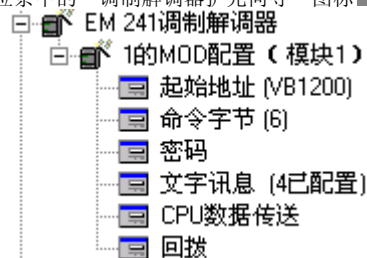 EM 241调制解调器
1的MOD配置 (模块1)
起始地址 (VB1200)
命令字节 (6)
密码
文字讯息 (4已配置)
CPU数据传送
回拨